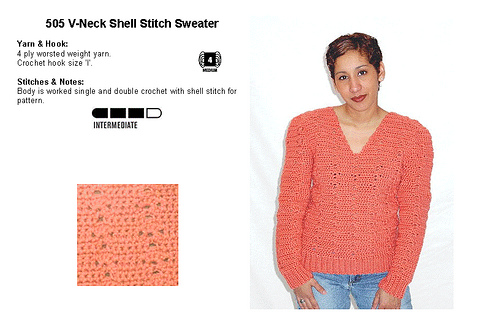 505 V-Neck Shell Stitch Sweater
Yarn & Hook:
4 ply worsted weight yarn.
Crochet hook size 'I'.
4
MEDIUM
Stitches & Notes:
Body is worked single and double crochet with shell stitch for
pattern.
INTERMEDIATE